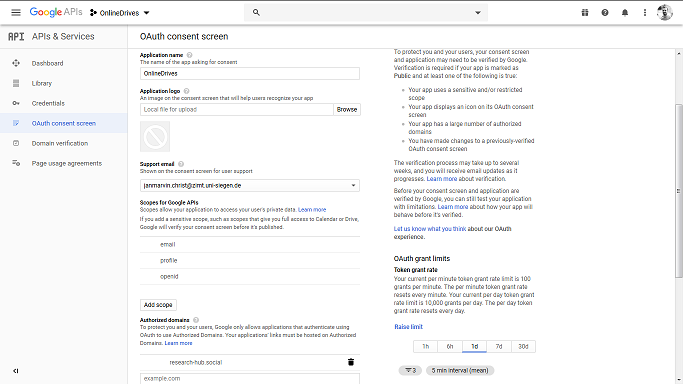 Google APIs
OnlineDrives
API APIs & Services
OAuth consent screen
Dashboard
Library
Credentials
OAuth consent screen
Domain verification
Page usage agreements
Application name
The name of the app asking for consent
OnlineDrives
Application logo
An image on the consent screen that will help users recognize your app
Local file for upload
Browse
Support email
Shown on the consent screen for user support
janmarvin.christ@zimt.uni-siegen.de
Scopes for Google APIs
Scopes allow your application to access your user's private data. Learn more
If you add a sensitive scope, such as scopes that give you full access to Calendar or Drive,
Google will verify your consent screen before it's published.
email
profile
openid
Add scope
Authorized domains
To protect you and your users, Google only allows applications that authenticate using
OAuth to use Authorized Domains. Your applications' links must be hosted on Authorized
Domains. Learn more
research-hub.social
example.com
To protect you and your users, your consent screen
and application may need to be verified by Google.
Verification is required if your app is marked as
Public and at least one of the following is true:
Your app uses a sensitive and/or restricted
scope
Your app displays an icon on its OAuth consent
screen
Your app has a large number of authorized
domains
You have made changes to a previously-verified
OAuth consent screen
The verification process may take up to several
weeks, and you will receive email updates as it
progresses. Learn more about verification.
Before your consent screen and application are
verified by Google, you can still test your application
with limitations. Learn more about how your app will
behave before it's verified.
Let us know what you think about our OAuth
experience.
OAuth grant limits
Token grant rate
Your current per minute token grant rate limit is 100
grants per minute. The per minute token grant rate
resets every minute. Your current per day token grant
rate limit is 10,000 grants per day. The per day token
grant rate resets every day.
Raise limit
1h 6h 1d 7d 30d
3 5 min interval (mean)